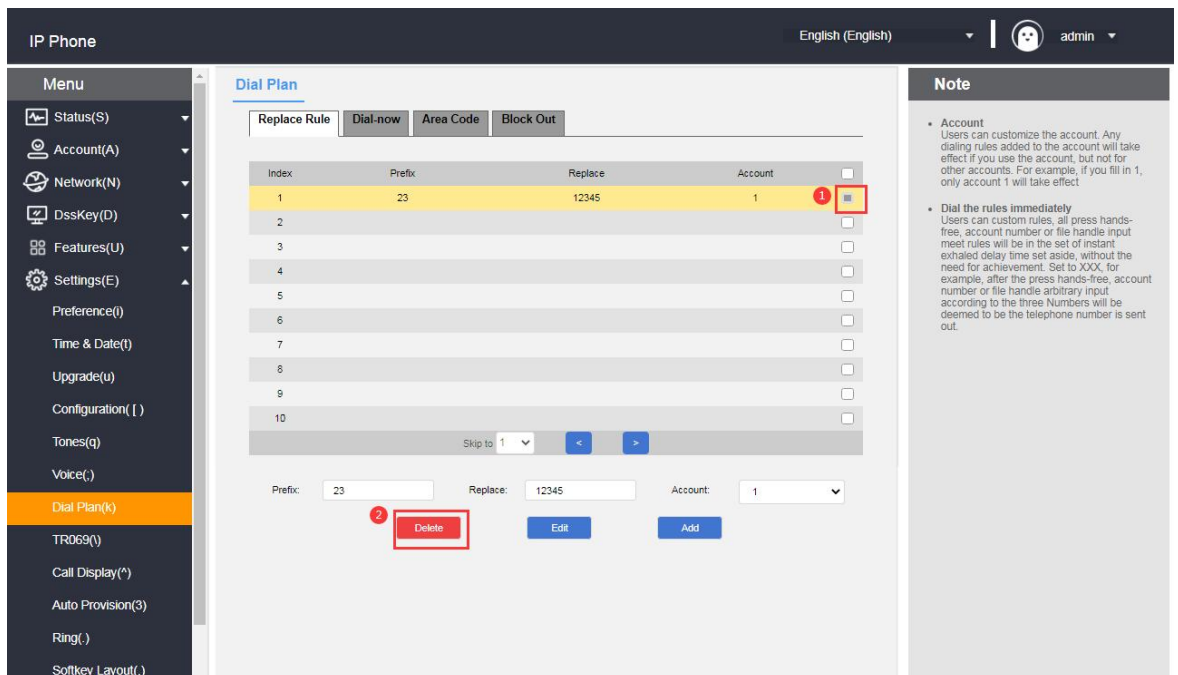 IP Phone
English (English)
admin
Menu
Status(S)
Account(A)
Network(N)
DssKey(D)
Features(U)
Settings(E)
Preference(i)
Time & Date(t)
Upgrade(u)
Configuration( [ )
Tones(q)
Voice(;)
Dial Plan(k)
TR069(\)
Call Display(^)
Auto Provision(3)
Ring(.)
Softkey Layout(.)
Dial Plan
Replace Rule Dial-now Area Code Block Out
Index Prefix Replace Account
1 23 12345 1 1
2
3
4
5
6
7
8
9
10
Skip to 1 < >
Prefix: 23 Replace: 12345 Account: 1
2 Delete Edit Add
Note
• Account
Users can customize the account. Any
dialing rules added to the account will take
effect if you use the account, but not for
other accounts. For example, if you fill in 1,
only account 1 will take effect
• Dial the rules immediately
Users can custom rules, all press hands-
free, account number or file handle input
meet rules will be in the set of instant
exhaled delay time set aside, without the
need for achievement. Set to XXX, for
example, after the press hands-free, account
number or file handle arbitrary input
according to the three Numbers will be
deemed to be the telephone number is sent
out.